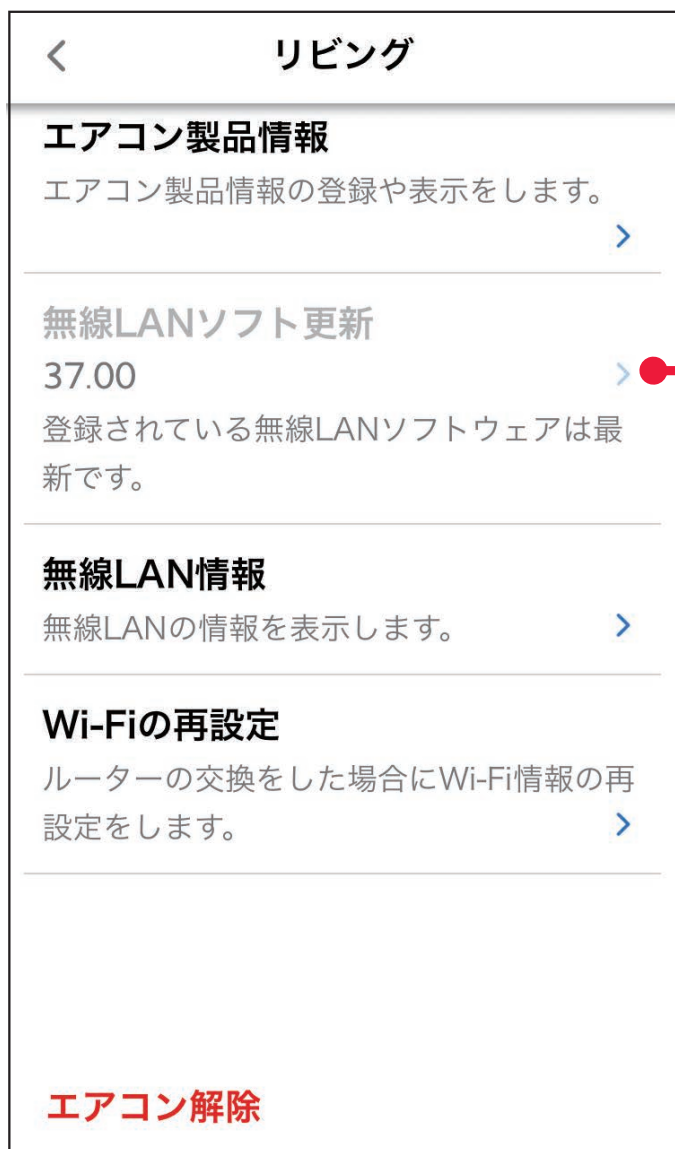 リビング
エアコン製品情報
エアコン製品情報の登録や表示をします。
無線LANソフト更新
37.00
登録されている無線LANソフトウェアは最
新です。
無線LAN情報
無線LANの情報を表示します。
Wi-Fiの再設定
ルーターの交換をした場合にWi-Fi情報の再
設定をします。
エアコン解除